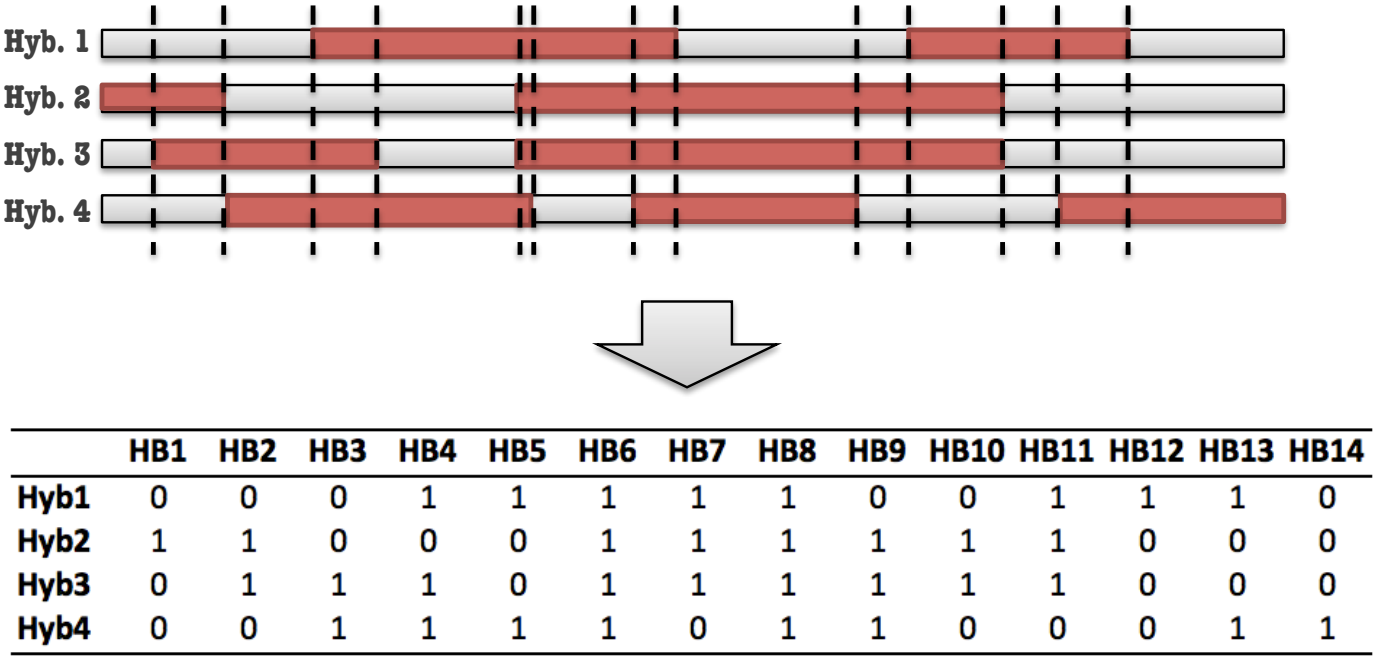 Hyb. 1
Hyb. 2
Hyb. 3
Hyb. 4
HB1 HB2 HB3 HB4 HB5 HB6 HB7 HB8 HB9 HB10 HB11 HB12 HB13 HB14
Hyb1 0 0 0 1 1 1 1 1 0 0 1 1 1 0
Hyb2 1 1 0 0 0 1 1 1 1 1 1 0 0 0
Hyb3 0 1 1 1 0 1 1 1 1 1 1 0 0 0
Hyb4 0 0 1 1 1 1 0 1 1 0 0 0 1 1